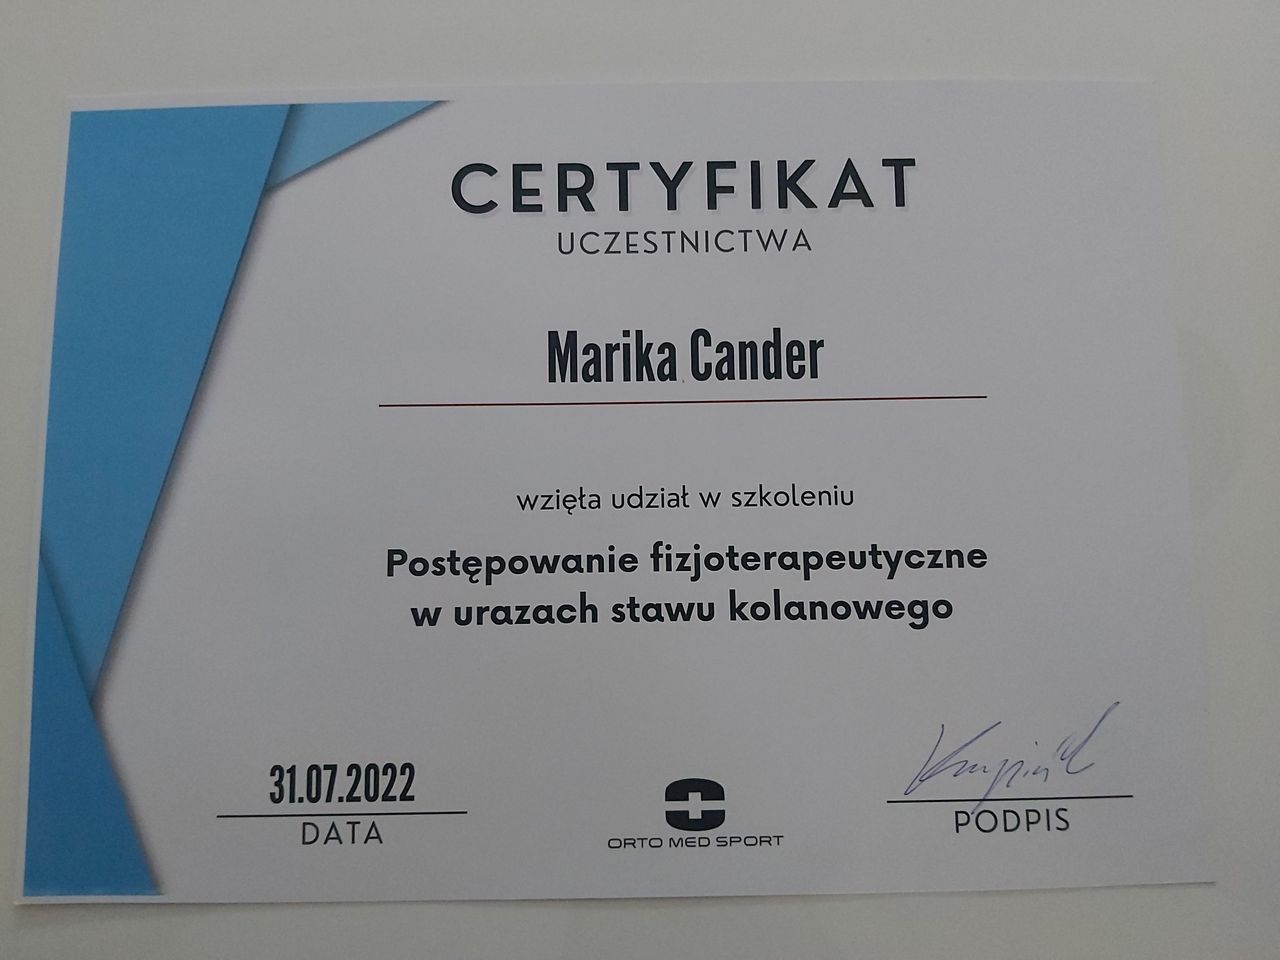 CERTYFIKAT
UCZESTNICTWA
Marika Cander
wzięła udział w szkoleniu
Postępowanie fizjoterapeutyczne
w urazach stawu kolanowego
31.07.2022
DATA
ORTO MED SPORT
PODPIS